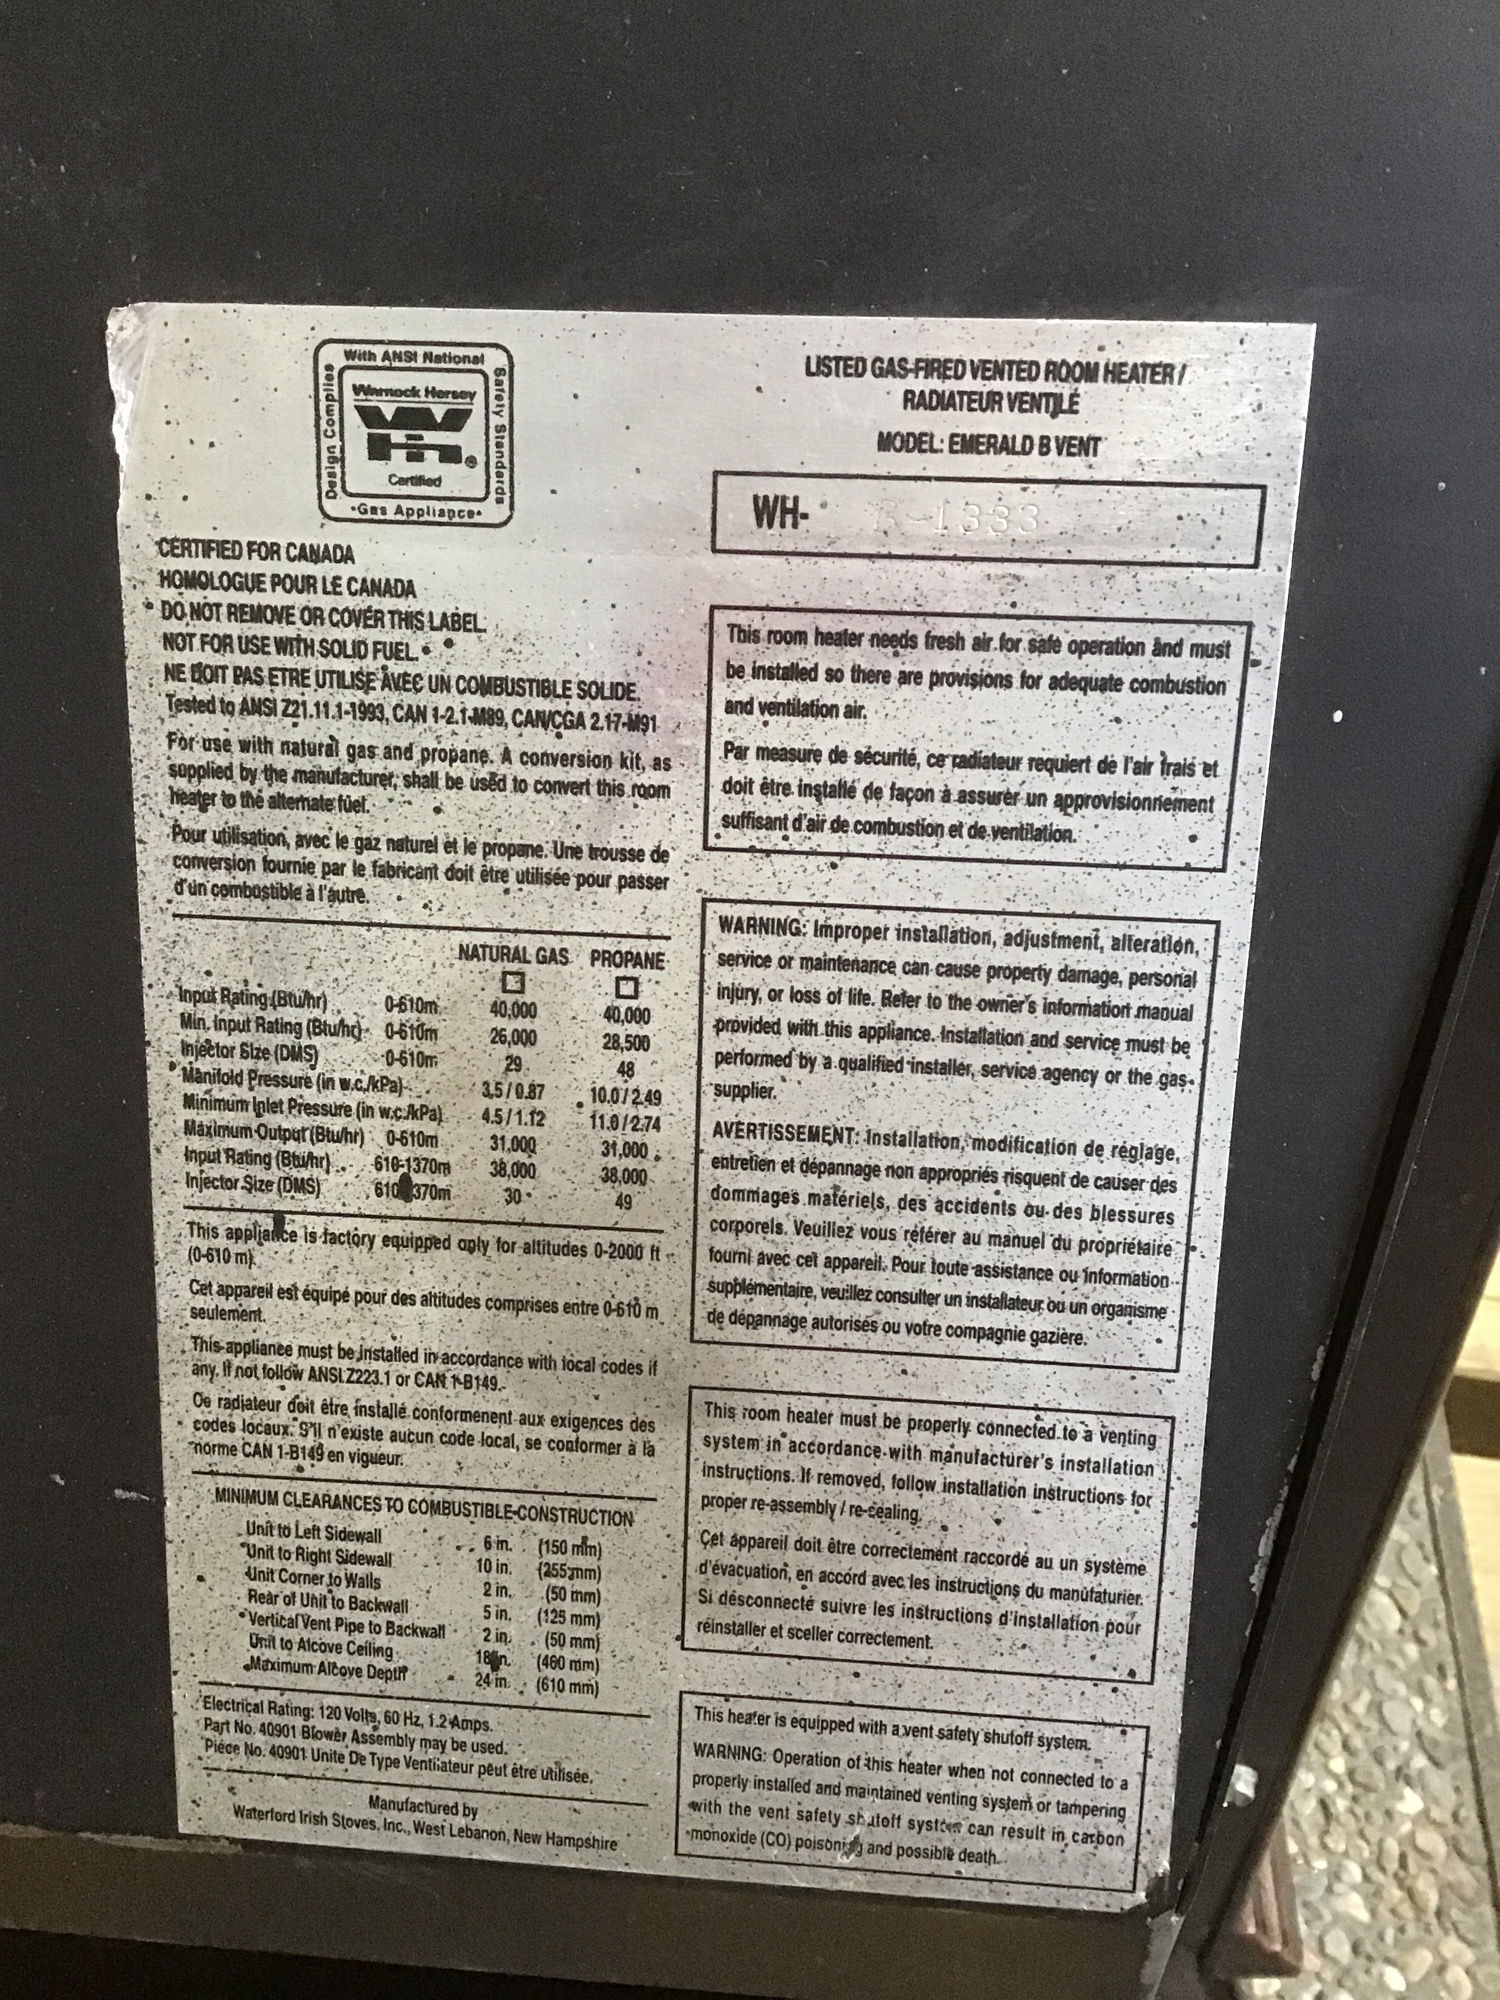 With ANSI National
Design Complies
Safety Standards
Warnock Hersey
WH®
Certified
•Gas Appliance•
CERTIFIED FOR CANADA
HOMOLOGUE POUR LE CANADA
DO NOT REMOVE OR COVER THIS LABEL.
NOT FOR USE WITH SOLID FUEL.
NE DOIT PAS ETRE UTILISE AVEC UN COMBUSTIBLE SOLIDE.
Tested to ANSI Z21.11.1-1993, CAN 1-2.1-M89, CAN/CGA 2.17-M91
For use with natural gas and propane. A conversion kit, as
supplied by the manufacturer, shall be used to convert this room
heater to the alternate fuel.
Pour utilisation, avec le gaz naturel et le propane. Une trousse de
conversion fournie par le fabricant doit être utilisée pour passer
d'un combustible à l'autre.
NATURAL GAS PROPANE
Input Rating (Btu/hr) 0-610m 40,000 40,000
Min. Input Rating (Btu/hr) 0-610m 26,000 28,500
Injector Size (DMS) 0-610m 29 48
Manifold Pressure (in w.c./kPa) 3.5 / 0.87 10.0 / 2.49
Minimum Inlet Pressure (in w.c./kPa) 4.5 / 1.12 11.0 / 2.74
Maximum Output (Btu/hr) 0-610m 31,000 31,000
Input Rating (Btu/hr) 610-1370m 38,000 38,000
Injector Size (DMS) 610-1370m 30 49
This appliance is factory equipped only for altitudes 0-2000 ft
(0-610 m).
Cet appareil est équipé pour des altitudes comprises entre 0-610 m
seulement.
This appliance must be installed in accordance with local codes if
any. If not follow ANSI Z223.1 or CAN 1-B149.
Ce radiateur doit être installé conformenent aux exigences des
codes locaux. S'il n'existe aucun code local, se conformer à la
norme CAN 1-B149 en vigueur.
MINIMUM CLEARANCES TO COMBUSTIBLE CONSTRUCTION
Unit to Left Sidewall 6 in. (150 mm)
Unit to Right Sidewall 10 in. (255 mm)
Unit Corner to Walls 2 in. (50 mm)
Rear of Unit to Backwall 5 in. (125 mm)
Vertical Vent Pipe to Backwall 2 in. (50 mm)
Unit to Alcove Ceiling 18 in. (460 mm)
Maximum Alcove Depth 24 in. (610 mm)
Electrical Rating: 120 Volts, 60 Hz, 1.2 Amps.
Part No. 40901 Blower Assembly may be used.
Piéce No. 40901 Unite De Type Ventilateur peut être utilisée.
Manufactured by
Waterford Irish Stoves, Inc., West Lebanon, New Hampshire
LISTED GAS-FIRED VENTED ROOM HEATER /
RADIATEUR VENTILÉ
MODEL: EMERALD B VENT
WH- R-1333
This room heater needs fresh air for safe operation and must
be installed so there are provisions for adequate combustion
and ventilation air.
Par measure de sécurité, ce radiateur requiert de l'air frais et
doit être installé de façon à assurer un approvisionnement
suffisant d'air de combustion et de ventilation.
WARNING: Improper installation, adjustment, alteration,
service or maintenance can cause property damage, personal
injury, or loss of life. Refer to the owner's information manual
provided with this appliance. Installation and service must be
performed by a qualified installer, service agency or the gas
supplier.
AVERTISSEMENT: Installation, modification de réglage,
entretien et dépannage non appropriés risquent de causer des
dommages matériels, des accidents ou des blessures
corporels. Veuillez vous référer au manuel du propriétaire
fourni avec cet appareil. Pour toute assistance ou information
supplémentaire, veuillez consulter un installateur ou un organisme
de dépannage autorisés ou votre compagnie gazière.
This room heater must be properly connected to a venting
system in accordance with manufacturer's installation
instructions. If removed, follow installation instructions for
proper re-assembly / re-sealing.
Cet appareil doit être correctement raccordé au un système
d'évacuation, en accord avec les instructions du manufaturier.
Si désconnecté suivre les instructions d'installation pour
réinstaller et sceller correctement.
This heater is equipped with a vent safety shutoff system.
WARNING: Operation of this heater when not connected to a
properly installed and maintained venting system or tampering
with the vent safety shutoff system can result in carbon
monoxide (CO) poisoning and possible death.